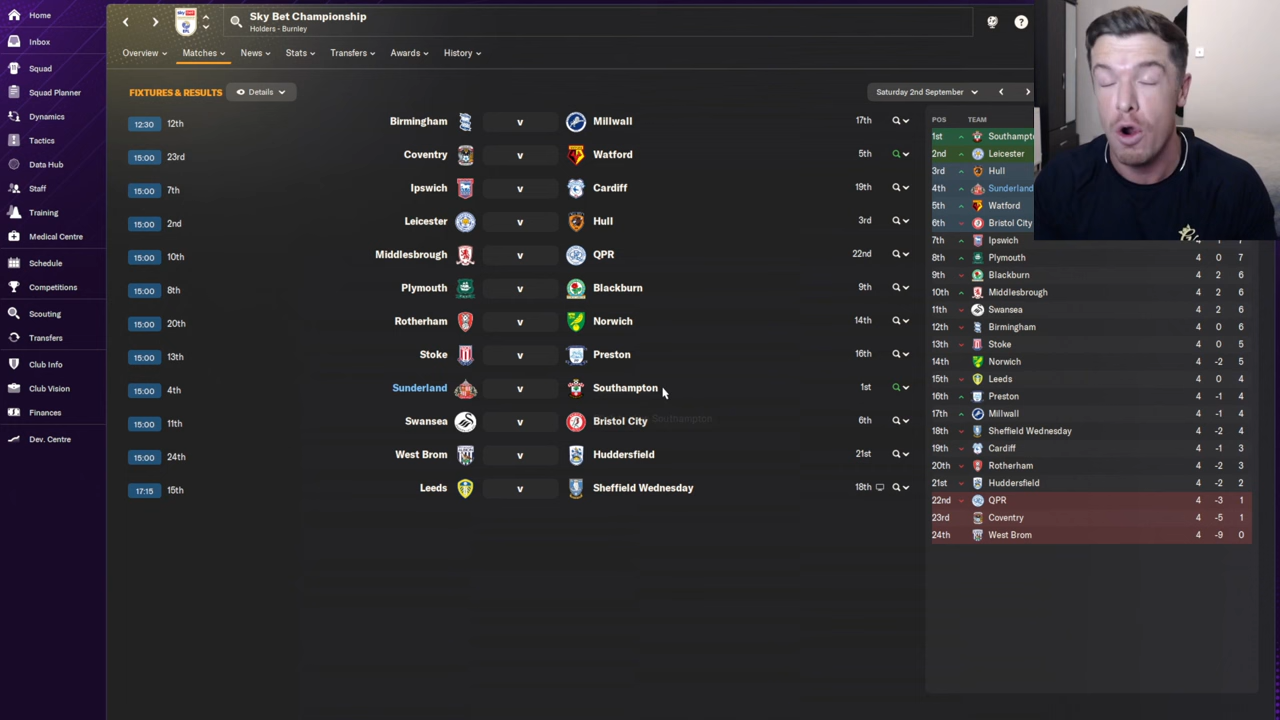 Home
Inbox
Squad
Squad Planner
Dynamics
Tactics
Data Hub
Staff
Training
Medical Centre
Schedule
Competitions
Scouting
Transfers
Club Info
Club Vision
Finances
Dev. Centre
Sky Bet Championship
Holders - Burnley
Overview Matches News Stats Transfers Awards History
FIXTURES & RESULTS Details Saturday 2nd September
12:30 12th Birmingham v Millwall 17th
15:00 23rd Coventry v Watford 5th
15:00 7th Ipswich v Cardiff 19th
15:00 2nd Leicester v Hull 3rd
15:00 10th Middlesbrough v QPR 22nd
15:00 8th Plymouth v Blackburn 9th
15:00 20th Rotherham v Norwich 14th
15:00 13th Stoke v Preston 16th
15:00 4th Sunderland v Southampton 1st
15:00 11th Swansea v Bristol City 6th
Southampton
15:00 24th West Brom v Huddersfield 21st
17:15 15th Leeds v Sheffield Wednesday 18th
POS TEAM
1st Southampto
2nd Leicester
3rd Hull
4th Sunderland
5th Watford
6th Bristol City
7th Ipswich
8th Plymouth 4 0 7
9th Blackburn 4 2 6
10th Middlesbrough 4 2 6
11th Swansea 4 2 6
12th Birmingham 4 0 6
13th Stoke 4 0 5
14th Norwich 4 -2 5
15th Leeds 4 0 4
16th Preston 4 -1 4
17th Millwall 4 -1 4
18th Sheffield Wednesday 4 -2 4
19th Cardiff 4 -1 3
20th Rotherham 4 -2 3
21st Huddersfield 4 -2 2
22nd QPR 4 -3 1
23rd Coventry 4 -5 1
24th West Brom 4 -9 0